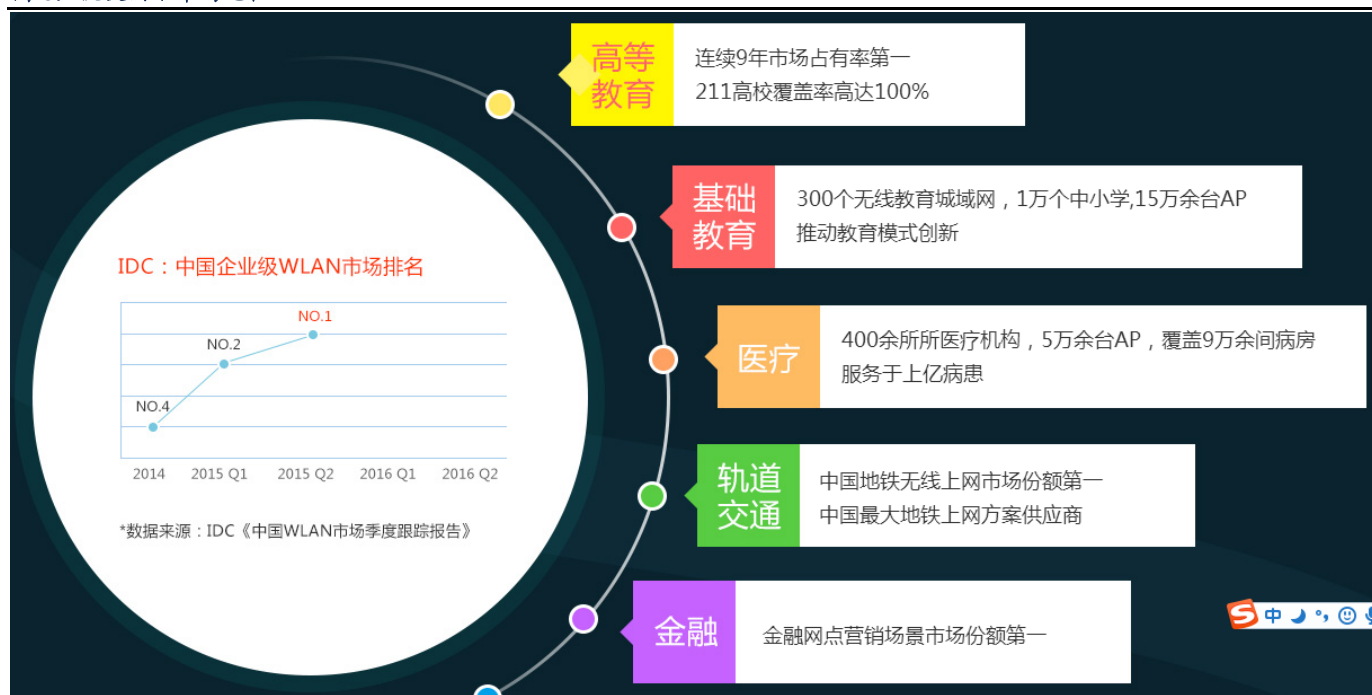 IDC：中国企业级WLAN市场排名
NO.1
NO.2
NO.4
2014 2015 Q1 2015 Q2 2016 Q1 2016 Q2
*数据来源：IDC《中国WLAN市场季度跟踪报告》
高等
教育
连续9年市场占有率第一
211高校覆盖率高达100%
基础
教育
300个无线教育城域网，1万个中小学,15万余台AP
推动教育模式创新
医疗
400余所所医疗机构，5万余台AP，覆盖9万余间病房
服务于上亿病患
轨道
交通
中国地铁无线上网市场份额第一
中国最大地铁上网方案供应商
金融
金融网点营销场景市场份额第一
S 中